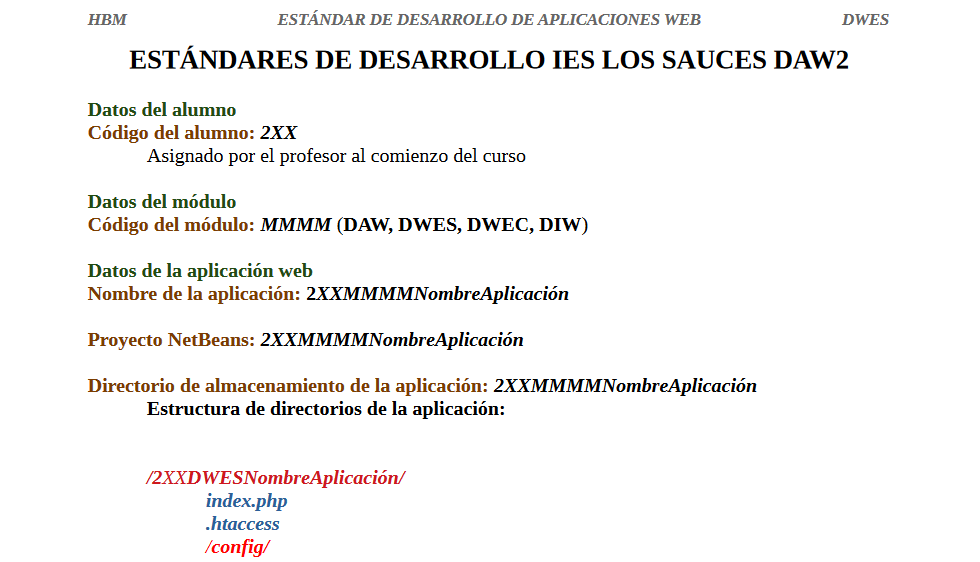 HBM ESTÁNDAR DE DESARROLLO DE APLICACIONES WEB DWES
ESTÁNDARES DE DESARROLLO IES LOS SAUCES DAW2
Datos del alumno
Código del alumno: 2XX
Asignado por el profesor al comienzo del curso
Datos del módulo
Código del módulo: MMMM (DAW, DWES, DWEC, DIW)
Datos de la aplicación web
Nombre de la aplicación: 2XXMMMMNombreAplicación
Proyecto NetBeans: 2XXMMMMNombreAplicación
Directorio de almacenamiento de la aplicación: 2XXMMMMNombreAplicación
Estructura de directorios de la aplicación:
/2XXDWESNombreAplicación/
index.php
.htaccess
/config/